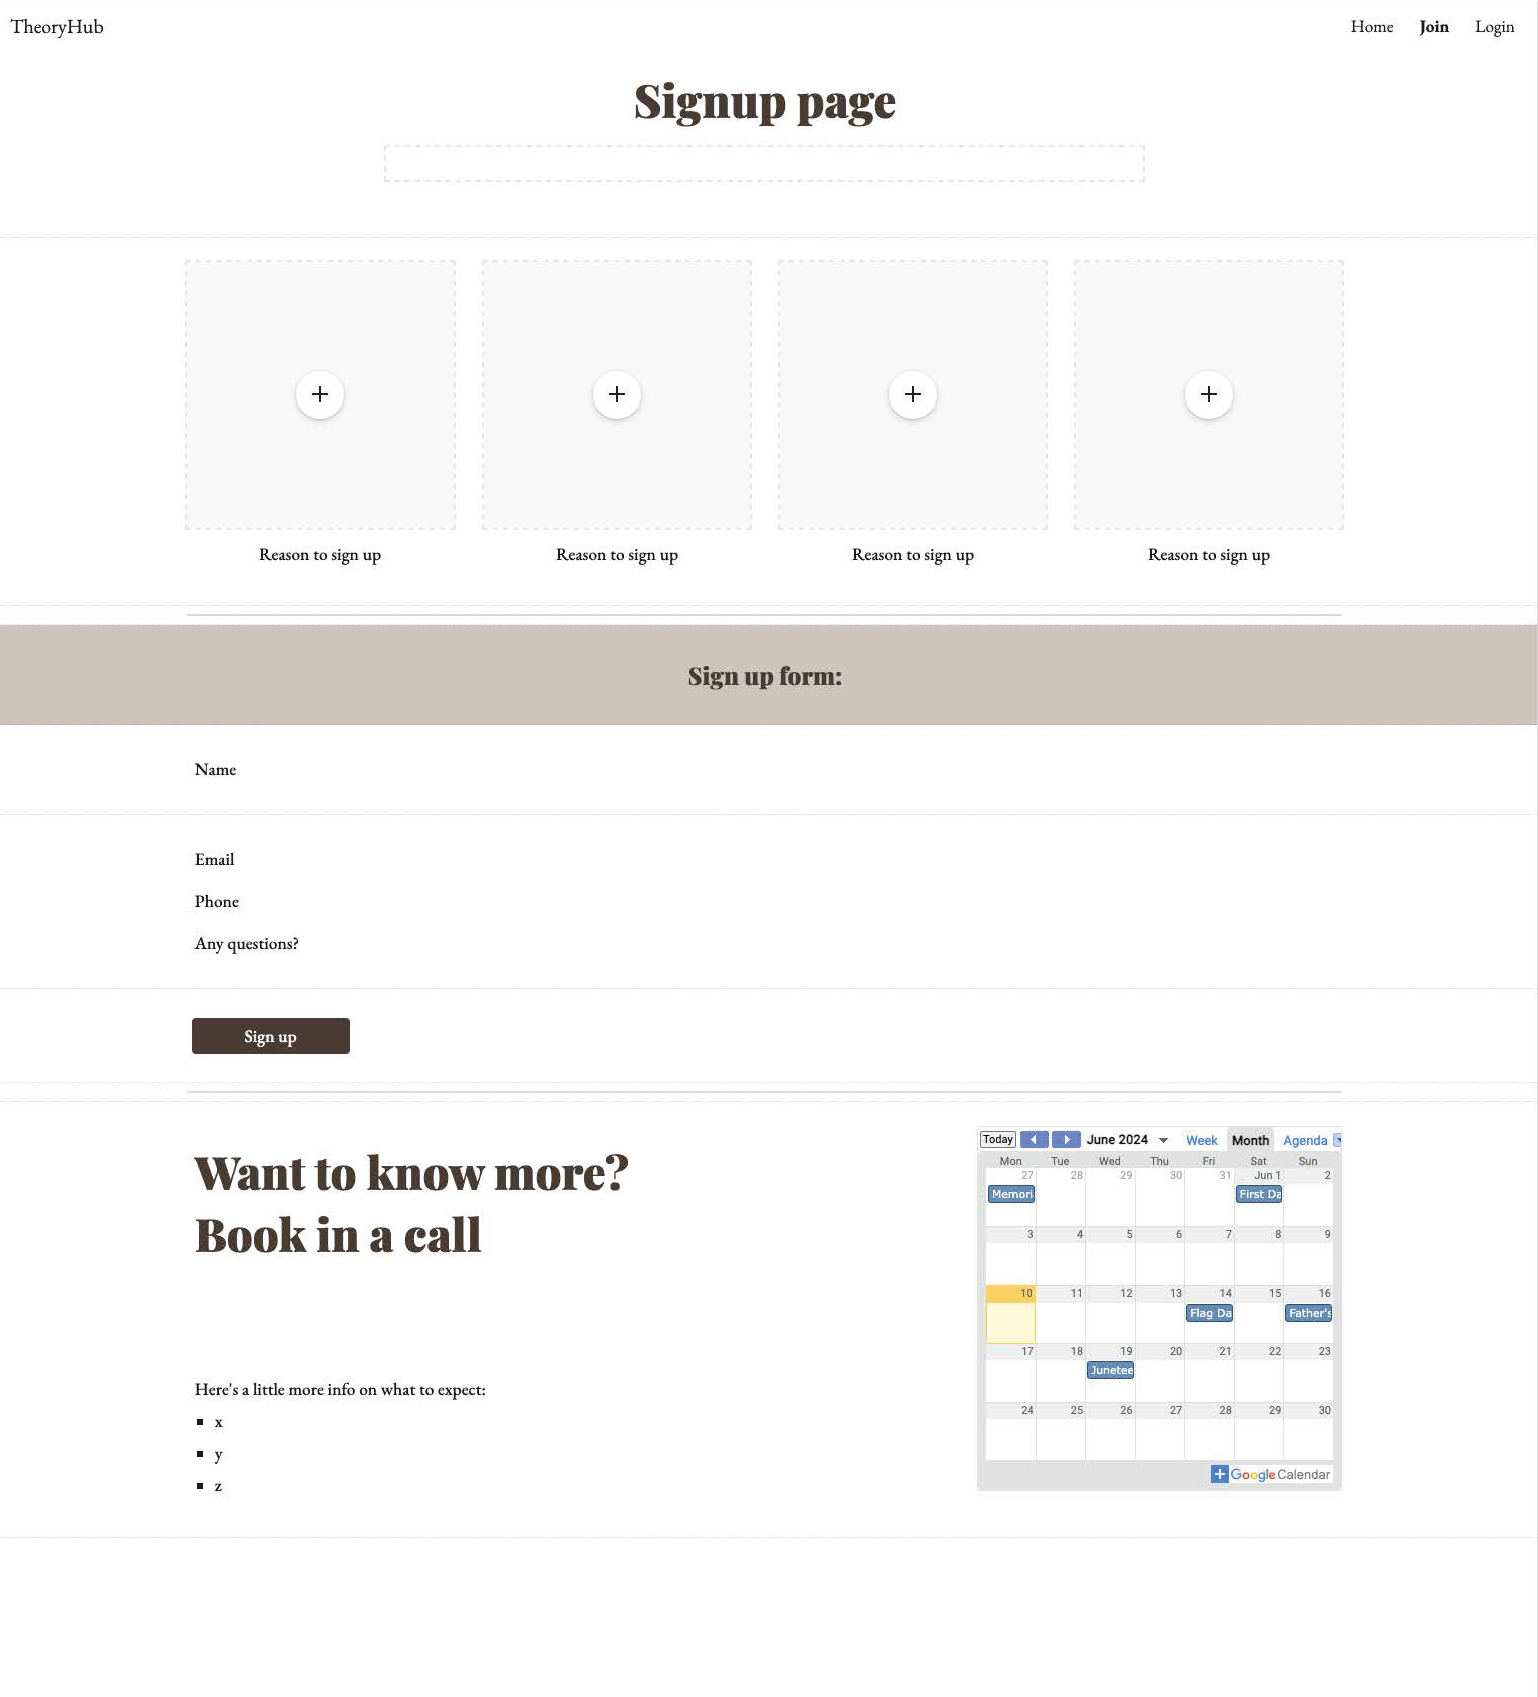 TheoryHub
Home Join Login
Signup page
Reason to sign up Reason to sign up Reason to sign up Reason to sign up
Sign up form:
Name
Email
Phone
Any questions?
Sign up
Want to know more?
Book in a call
Here's a little more info on what to expect:
x
y
z
Today June 2024 Week Month Agenda
Mon Tue Wed Thu Fri Sat Sun
27 28 29 30 31 Jun 1 2
Memori First Da
3 4 5 6 7 8 9
10 11 12 13 14 15 16
Flag Da Father's
17 18 19 20 21 22 23
Junetee
24 25 26 27 28 29 30
Google Calendar